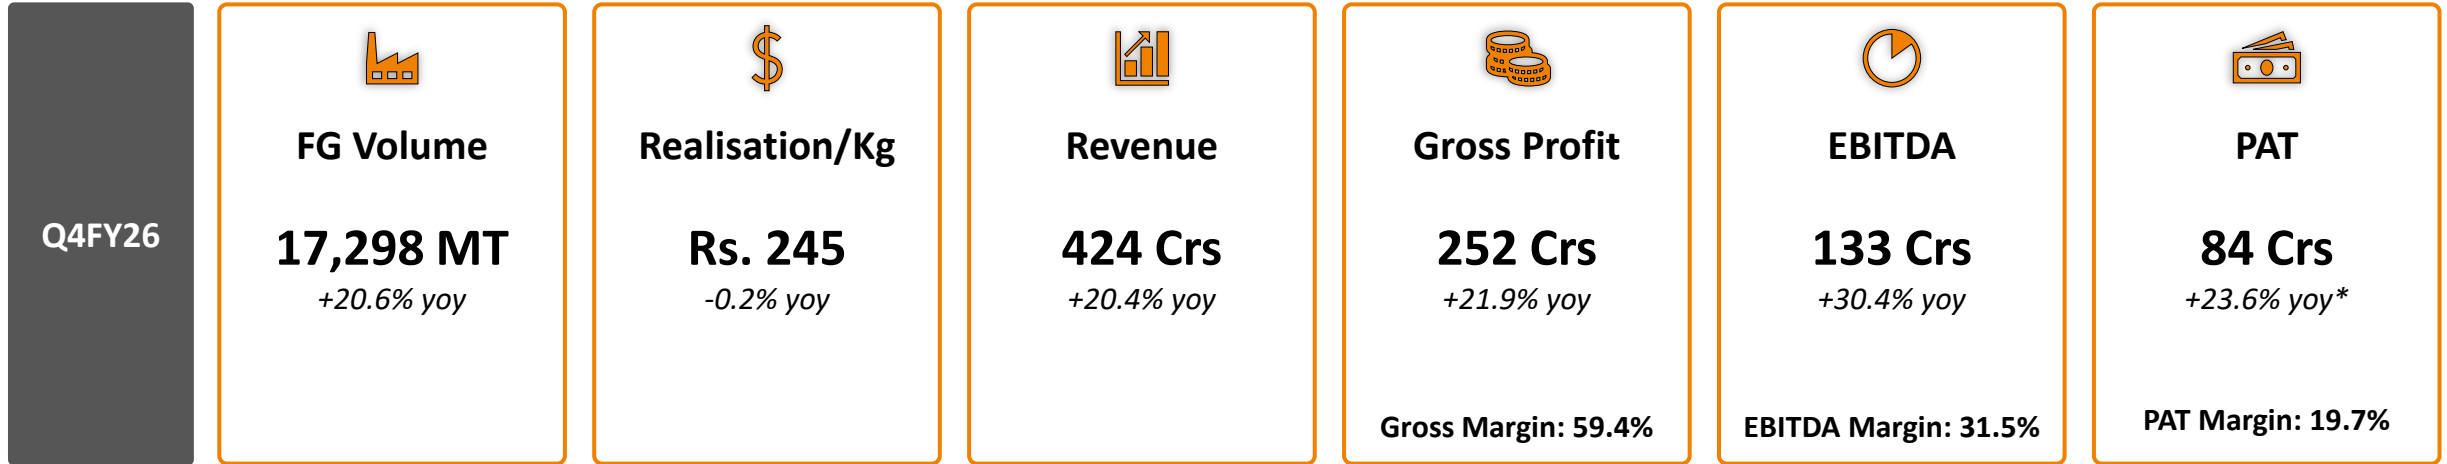 Q4FY26
FG Volume
17,298 MT
+20.6% yoy
Realisation/Kg
Rs. 245
-0.2% yoy
Revenue
424 Crs
+20.4% yoy
Gross Profit
252 Crs
+21.9% yoy
Gross Margin: 59.4%
EBITDA
133 Crs
+30.4% yoy
EBITDA Margin: 31.5%
PAT
84 Crs
+23.6% yoy*
PAT Margin: 19.7%